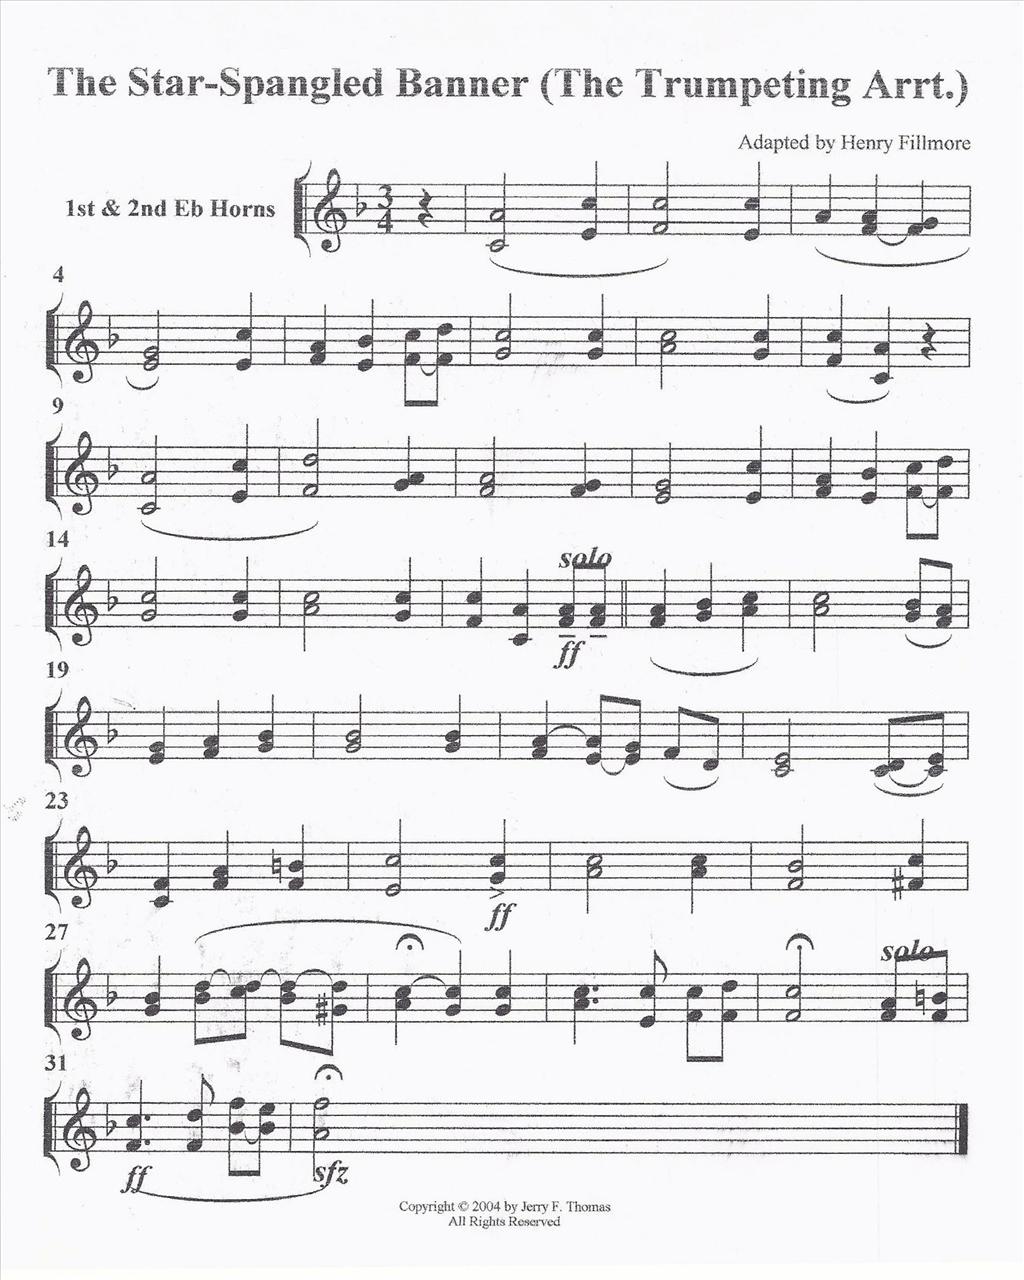 The Star-Spangled Banner (The Trumpeting Arrt.)
Adapted by Henry Fillmore
1st & 2nd Eb Horns
3
4
4
9
14
solo
ff
19
23
ff
27
solo
31
ff
sfz
Copyright © 2004 by Jerry F. Thomas
All Rights Reserved